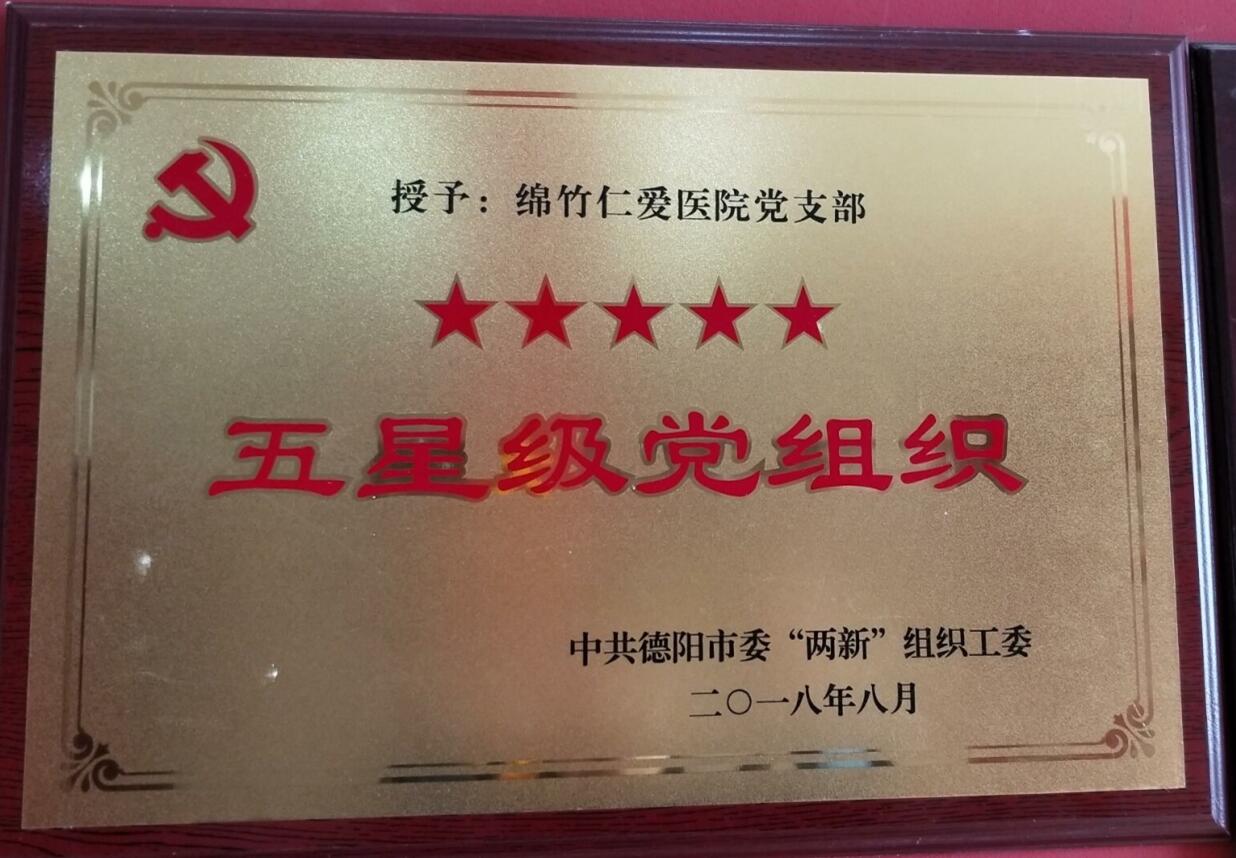 授予：绵竹仁爱医院党支部
五星级党组织
中共德阳市委“两新”组织工委
二〇一八年八月